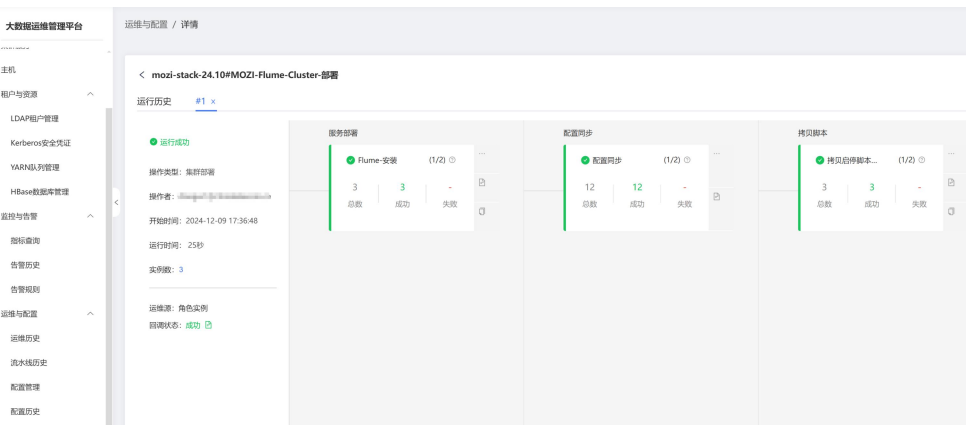 大数据运维管理平台
运维与配置 / 详情
主机
租户与资源
LDAP租户管理
Kerberos安全凭证
YARN队列管理
HBase数据库管理
监控与告警
指标查询
告警历史
告警规则
运维与配置
运维历史
流水线历史
配置管理
配置历史
< mozi-stack-24.10#MOZI-Flume-Cluster-部署
运行历史 #1 ×
运行成功
操作类型：集群部署
操作者：
开始时间：2024-12-09 17:36:48
运行时间： 25秒
实例数：3
运维源：角色实例
回调状态：成功
服务部署
Flume-安装 (1/2)
3 3 -
总数 成功 失败
配置同步
配置同步 (1/2)
12 12 -
总数 成功 失败
拷贝脚本
拷贝启停脚本... (1/2)
3 3 -
总数 成功 失败